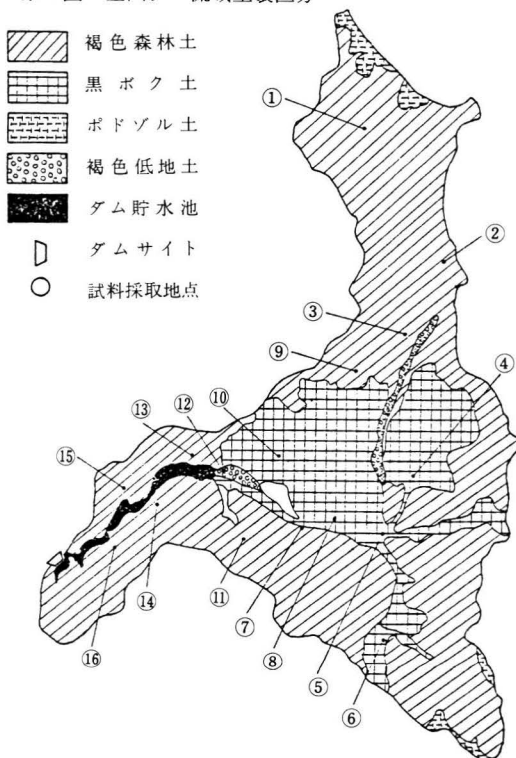 褐色森林土
黒ボク土
ポドゾル土
褐色低地土
ダム貯水池
ダムサイト
試料採取地点
①
②
③
⑨
④
⑩
⑫
⑬
⑮
⑭
⑪
⑯
⑦
⑧
⑤
⑥